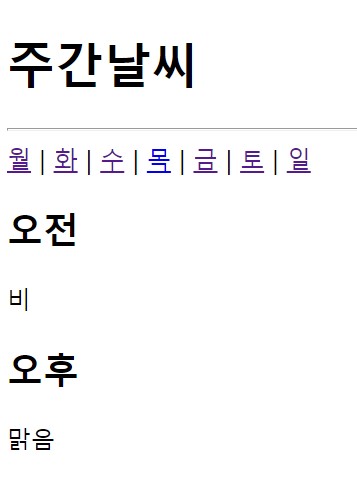 주간날씨
월 | 화 | 수 | 목 | 금 | 토 | 일
오전
비
오후
맑음